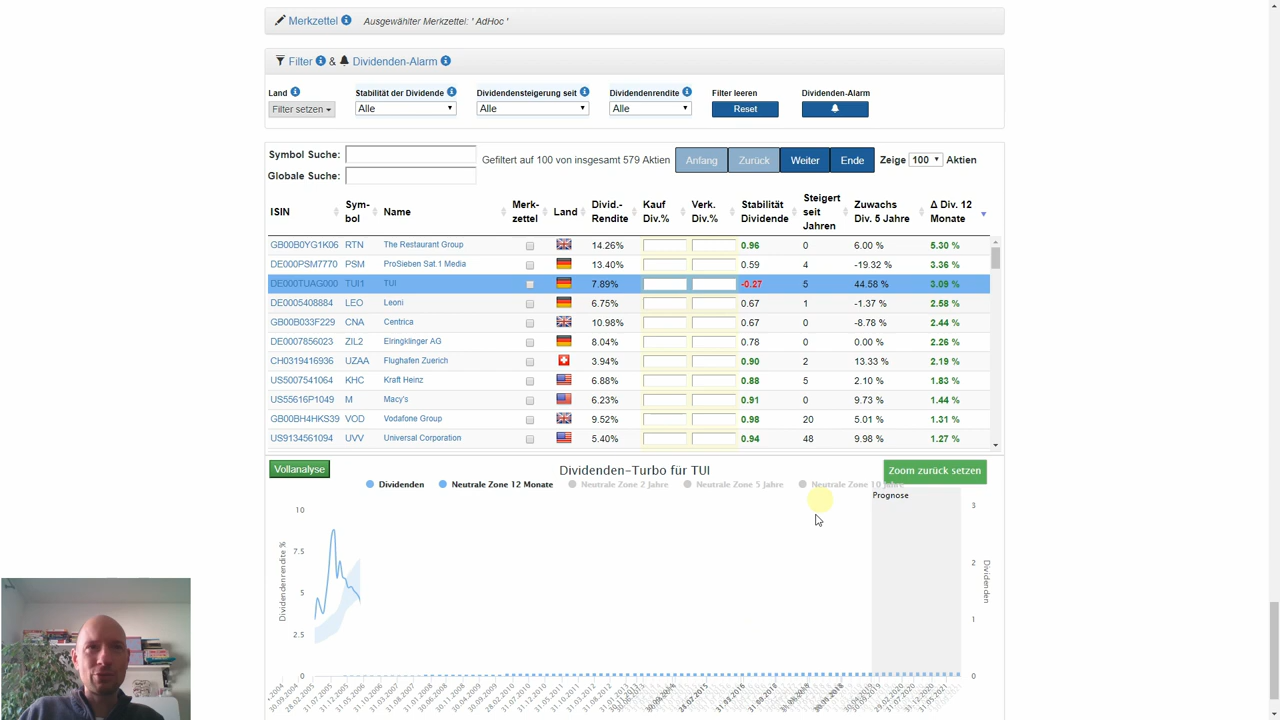 Merkzettel Ausgewählter Merkzettel: ' AdHoc '
Filter & Dividenden-Alarm
Land Stabilität der Dividende Dividendensteigerung seit Dividendenrendite Filter leeren Dividenden-Alarm
Filter setzen Alle Alle Alle Reset
Symbol Suche: Gefiltert auf 100 von insgesamt 579 Aktien Anfang Zurück Weiter Ende Zeige 100 Aktien
Globale Suche:
ISIN Sym-bol Name Merk-zettel Land Divid.-Rendite Kauf Div.% Verk. Div.% Stabilität Dividende Steigert seit Jahren Zuwachs Div. 5 Jahre Δ Div. 12 Monate
GB00B0YG1K06 RTN The Restaurant Group 14.26% 0.96 0 6.00 % 5.30 %
DE000PSM7770 PSM ProSieben Sat.1 Media 13.40% 0.59 4 -19.32 % 3.36 %
DE000TUAG000 TUI1 TUI 7.89% -0.27 5 44.58 % 3.09 %
DE0005408884 LEO Leoni 6.75% 0.67 1 -1.37 % 2.58 %
GB00B033F229 CNA Centrica 10.98% 0.67 0 -8.78 % 2.44 %
DE0007856023 ZIL2 Elringklinger AG 8.04% 0.78 0 0.00 % 2.26 %
CH0319416936 UZAA Flughafen Zuerich 3.94% 0.90 2 13.33 % 2.19 %
US5007541064 KHC Kraft Heinz 6.88% 0.88 5 2.10 % 1.83 %
US55616P1049 M Macy's 6.23% 0.91 0 9.73 % 1.44 %
GB00BH4HKS39 VOD Vodafone Group 9.52% 0.98 20 5.01 % 1.31 %
US9134561094 UVV Universal Corporation 5.40% 0.94 48 9.98 % 1.27 %
Vollanalyse Dividenden-Turbo für TUI Zoom zurück setzen
Dividenden Neutrale Zone 12 Monate Neutrale Zone 2 Jahre Neutrale Zone 5 Jahre Neutrale Zone 10 Jahre
Prognose
10
7.5
5
2.5
0
Dividendenrendite %
3
2
1
0
Dividenden